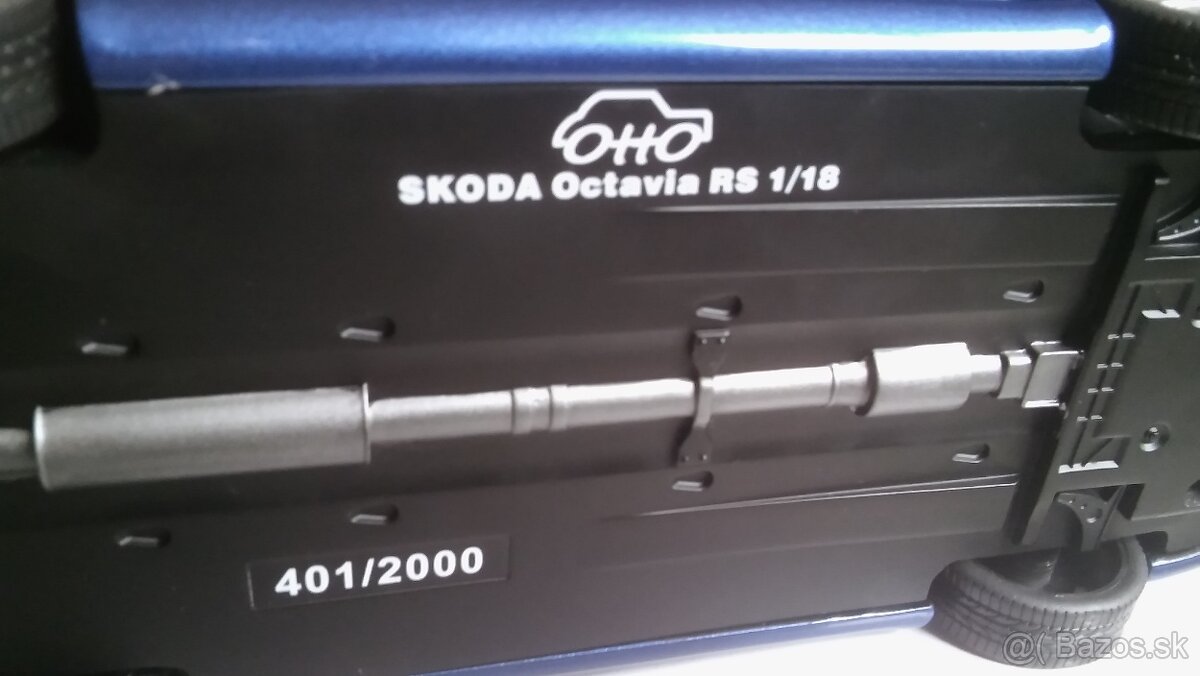 OttO
SKODA Octavia RS 1/18
401/2000
@( Bazos.sk